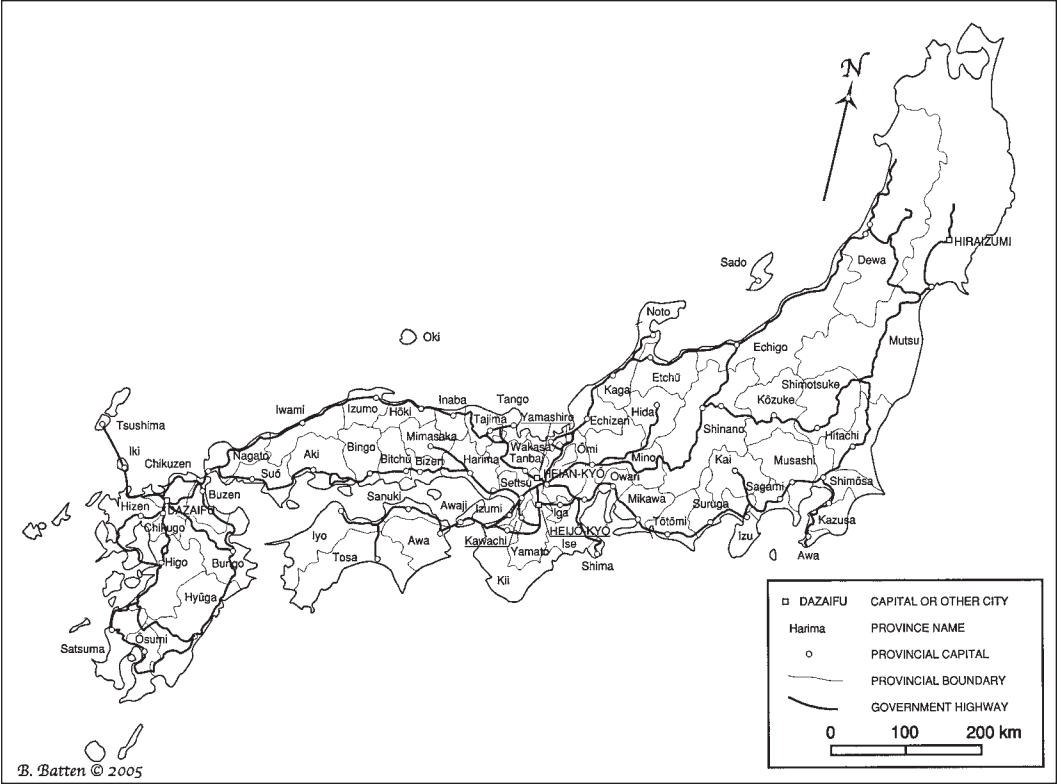 N
HIRAIZUMI
Sado
Dewa
Noto
Oki
Echigo
Mutsu
Etchū
Kaga
Shimotsuke
Tango
Inaba
Kōzuke
Tsushima
Iwami
Izumo
Hōki
Tajima
Yamashiro
Echizen
Hida
Shinano
Hitachi
Iki
Mimasaka
Wakasa
Ōmi
Chikuzen
Nagato
Aki
Bingo
Bitchū
Bizen
Harima
Tanba
Mino
Kai
Musashi
Suō
Settsu
HEIAN-KYŌ
Owari
Sagami
Shimōsa
Buzen
Sanuki
Mikawa
Hizen
DAZAIFU
Awaji
Izumi
Iga
Suruga
Chikugo
Iyo
Awa
Kawachi
HEIJŌ-KYŌ
Tōtōmi
Izu
Kazusa
Higo
Bungo
Tosa
Yamato
Ise
Shima
Awa
Kii
Hyūga
Ōsumi
Satsuma
DAZAIFU CAPITAL OR OTHER CITY
Harima PROVINCE NAME
PROVINCIAL CAPITAL
PROVINCIAL BOUNDARY
GOVERNMENT HIGHWAY
0 100 200 km
B. Batten © 2005